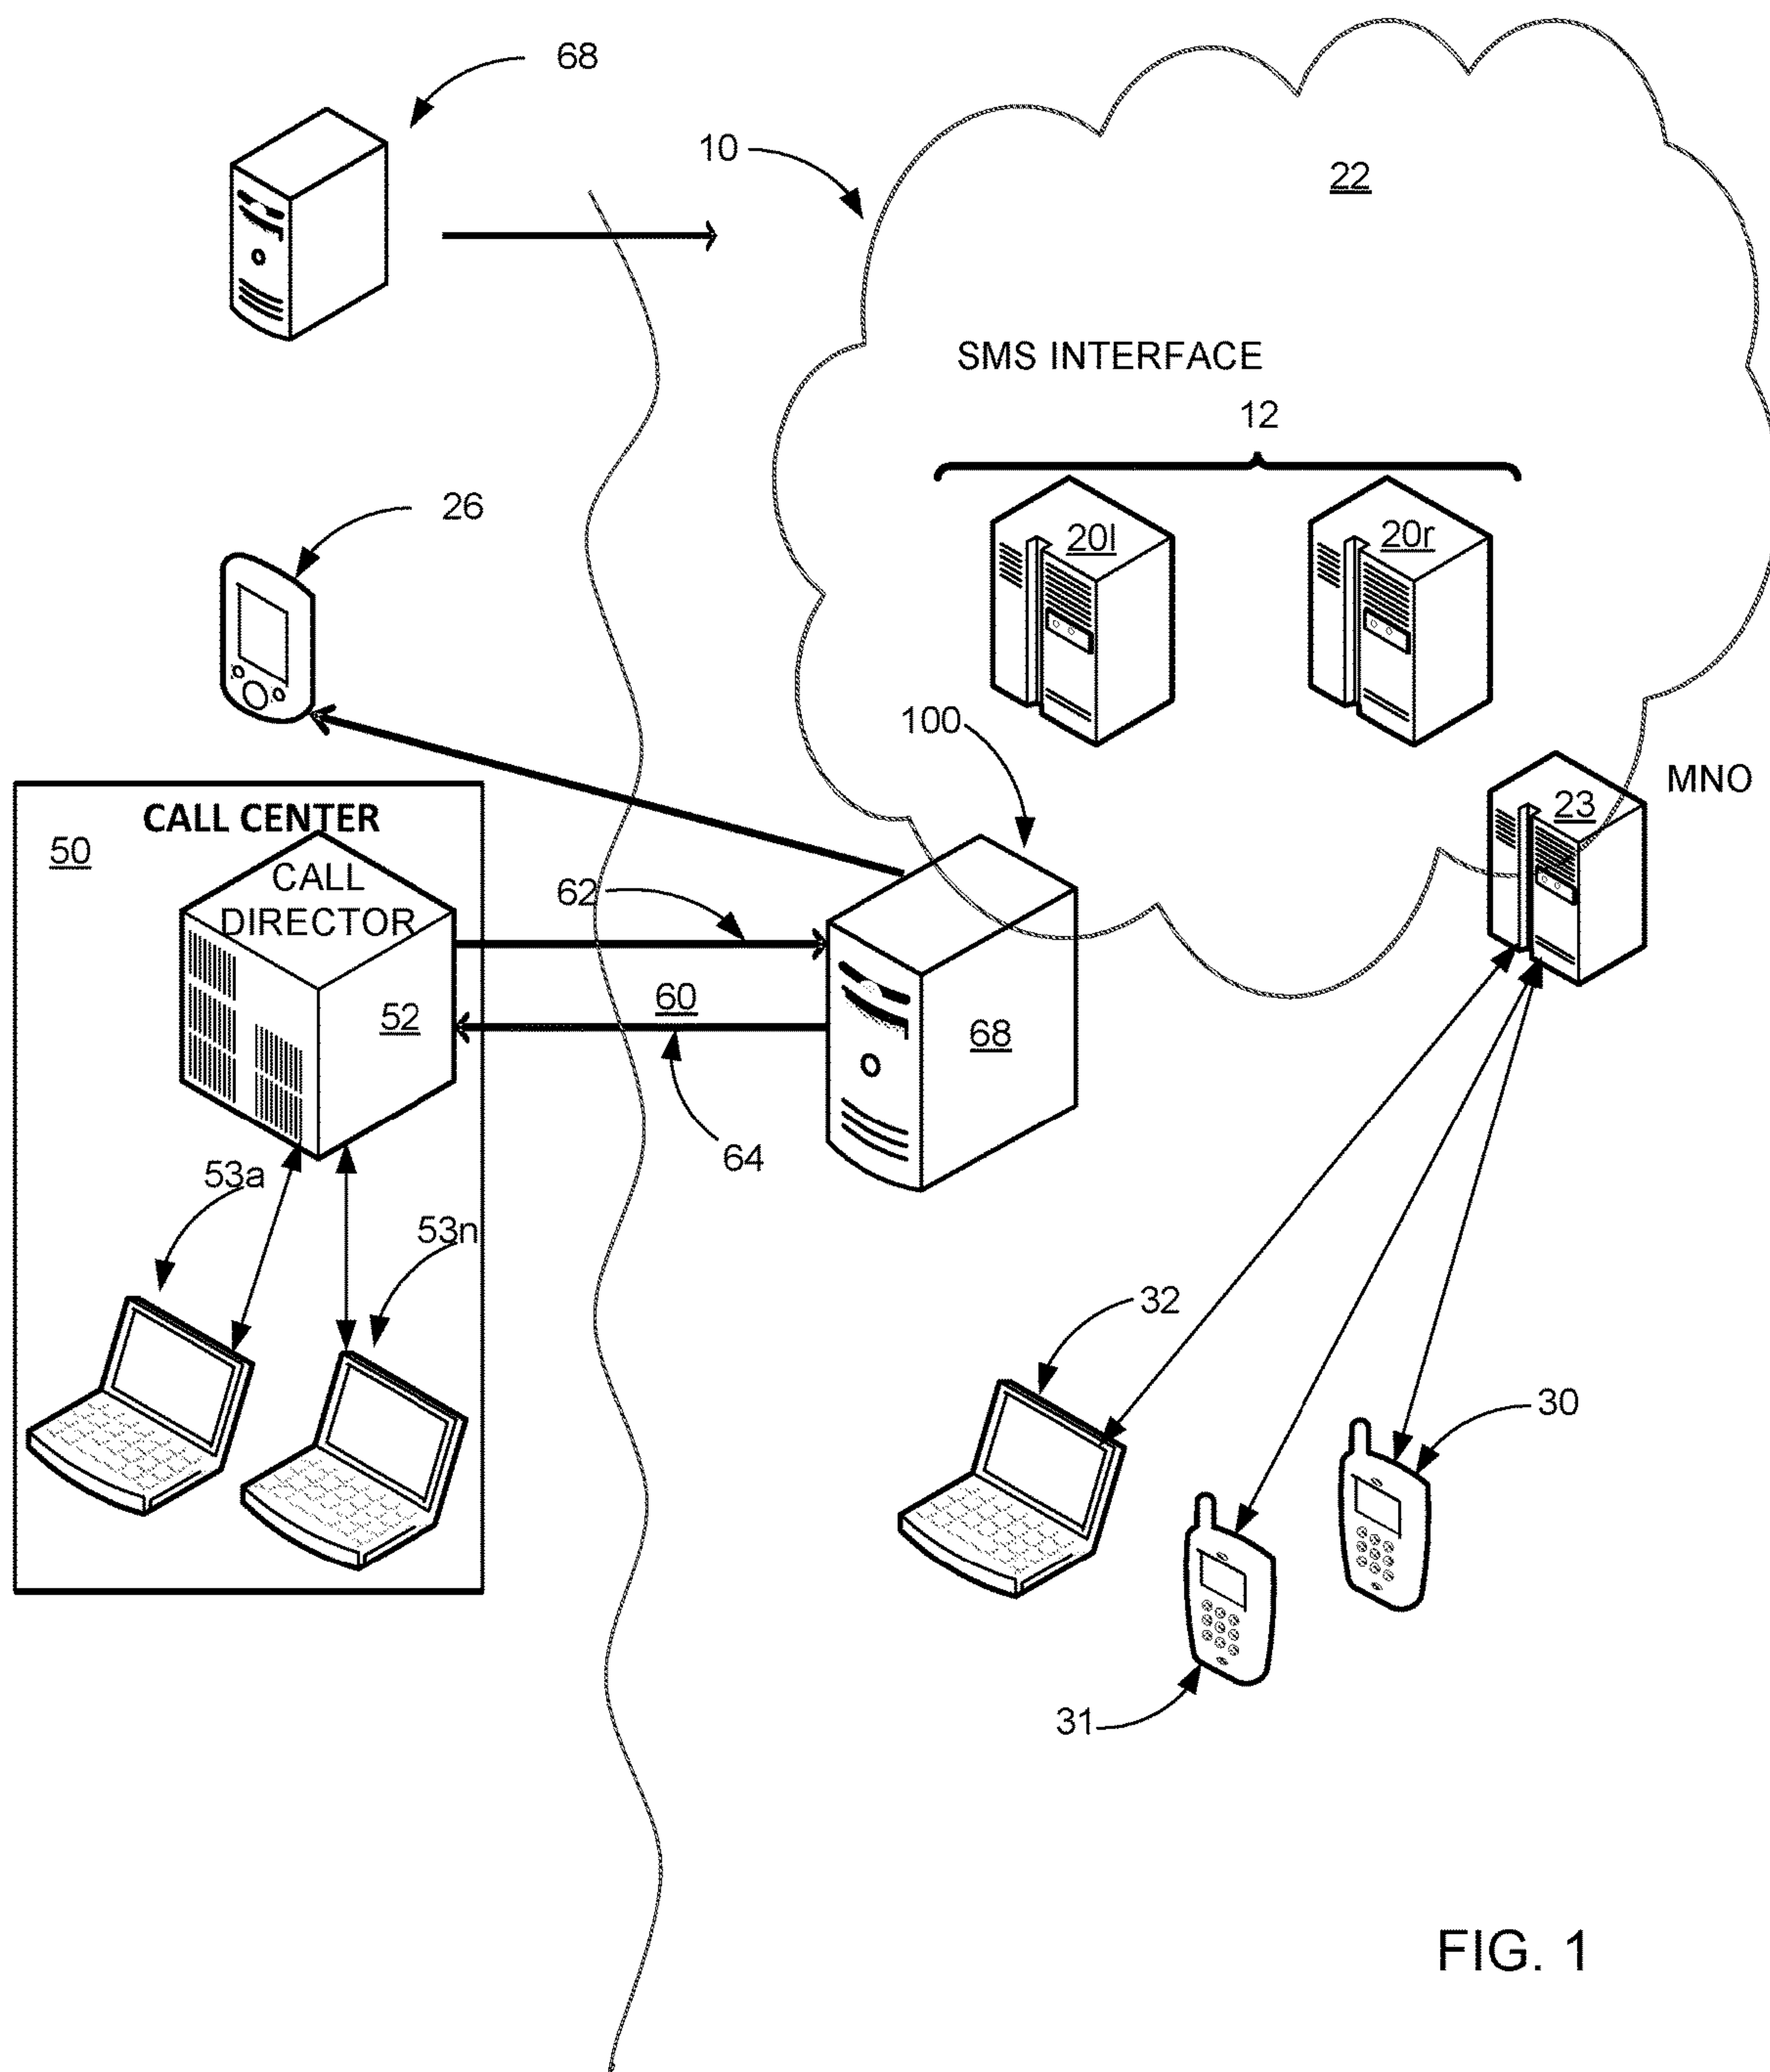 68
10
22
SMS INTERFACE
12
26
20l
20r
100
MNO
23
CALL CENTER
50
CALL
DIRECTOR
62
60
52
68
64
53a
53n
32
30
31
FIG. 1